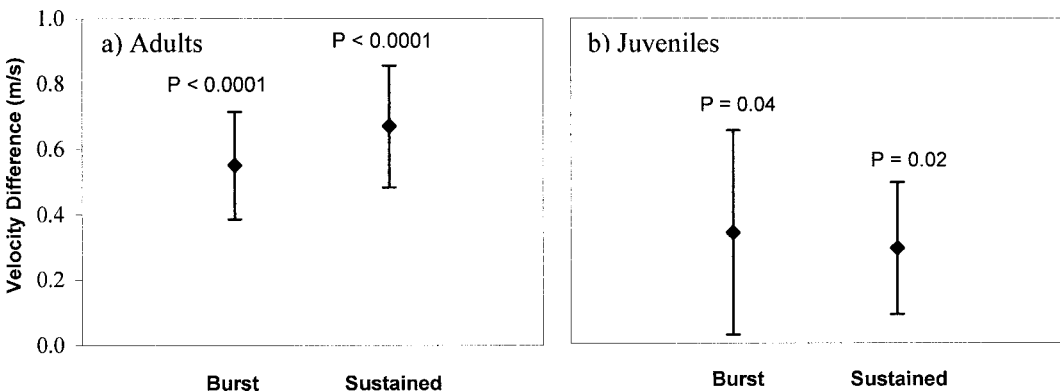 1.0
a) Adults
P < 0.0001
b) Juveniles
P < 0.0001
0.8
P = 0.04
0.6
P = 0.02
0.4
0.2
0.0
Velocity Difference (m/s)
Burst Sustained
Burst Sustained